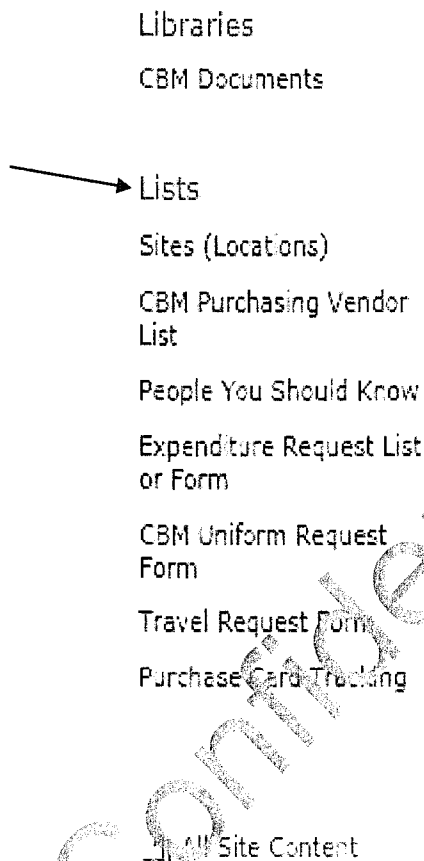 Libraries
CBM Documents
Lists
Sites (Locations)
CBM Purchasing Vendor
List
People You Should Know
Expenditure Request List
or Form
CBM Uniform Request
Form
Travel Request Form
Purchase Card Tracking
All Site Content
Confide